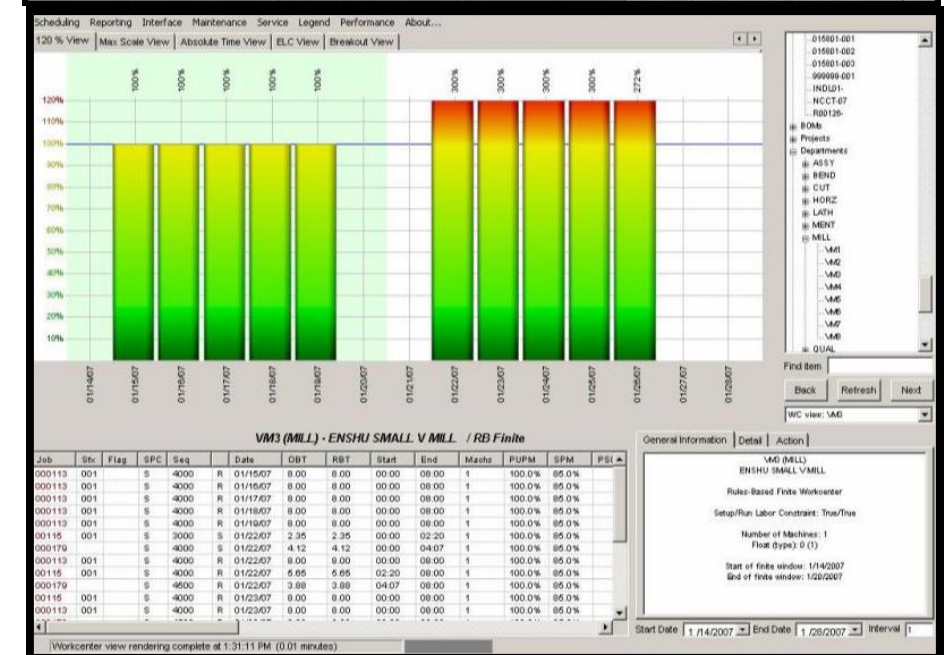 Scheduling Reporting Interface Maintenance Service Legend Performance About...
120 % View Max Scale View Absolute Time View ELC View Breakout View
100% 100% 100% 100% 100% 300% 300% 300% 300% 272%
120%
110%
100%
90%
80%
70%
60%
50%
40%
30%
20%
10%
01/14/07 01/15/07 01/16/07 01/17/07 01/18/07 01/19/07 01/20/07 01/21/07 01/22/07 01/23/07 01/24/07 01/25/07 01/26/07 01/27/07 01/28/07
015801-001
015801-002
015801-003
999999-001
INDL01-
NCCT-07
R00126-
BOMs
Projects
Departments
ASSY
BEND
CUT
HORZ
LATH
MENT
MILL
VM1
VM2
VM3
VM4
VM5
VM6
VM7
VM8
QUAL
Find item
Back Refresh Next
WC view: VM3
VM3 (MILL) - ENSHU SMALL V MILL / RB Finite
Job Sfx Flag SPC Seq Date OBT RBT Start End Machs PUPM SPM PS(
000113 001 S 4000 R 01/15/07 8.00 8.00 00:00 08:00 1 100.0% 85.0%
000113 001 S 4000 R 01/16/07 8.00 8.00 00:00 08:00 1 100.0% 85.0%
000113 001 S 4000 R 01/17/07 8.00 8.00 00:00 08:00 1 100.0% 85.0%
000113 001 S 4000 R 01/18/07 8.00 8.00 00:00 08:00 1 100.0% 85.0%
000113 001 S 4000 R 01/19/07 8.00 8.00 00:00 08:00 1 100.0% 85.0%
00115 001 S 3000 S 01/22/07 2.35 2.35 00:00 02:20 1 100.0% 85.0%
000179 S 4000 S 01/22/07 4.12 4.12 00:00 04:07 1 100.0% 85.0%
000113 001 S 4000 R 01/22/07 8.00 8.00 00:00 08:00 1 100.0% 85.0%
00115 001 S 4000 R 01/22/07 5.65 5.65 02:20 08:00 1 100.0% 85.0%
000179 S 4500 R 01/22/07 3.88 3.88 04:07 08:00 1 100.0% 85.0%
00115 001 S 4000 R 01/23/07 8.00 8.00 00:00 08:00 1 100.0% 85.0%
000113 001 S 4000 R 01/23/07 8.00 8.00 00:00 08:00 1 100.0% 85.0%
General Information Detail Action
VM3 (MILL)
ENSHU SMALL V MILL
Rules-Based Finite Workcenter
Setup/Run Labor Constraint: True/True
Number of Machines: 1
Float (type): 0 (1)
Start of finite window: 1/14/2007
End of finite window: 1/20/2007
Start Date 1 /14/2007 End Date 1 /28/2007 Interval 1
Workcenter view rendering complete at 1:31:11 PM (0.01 minutes)